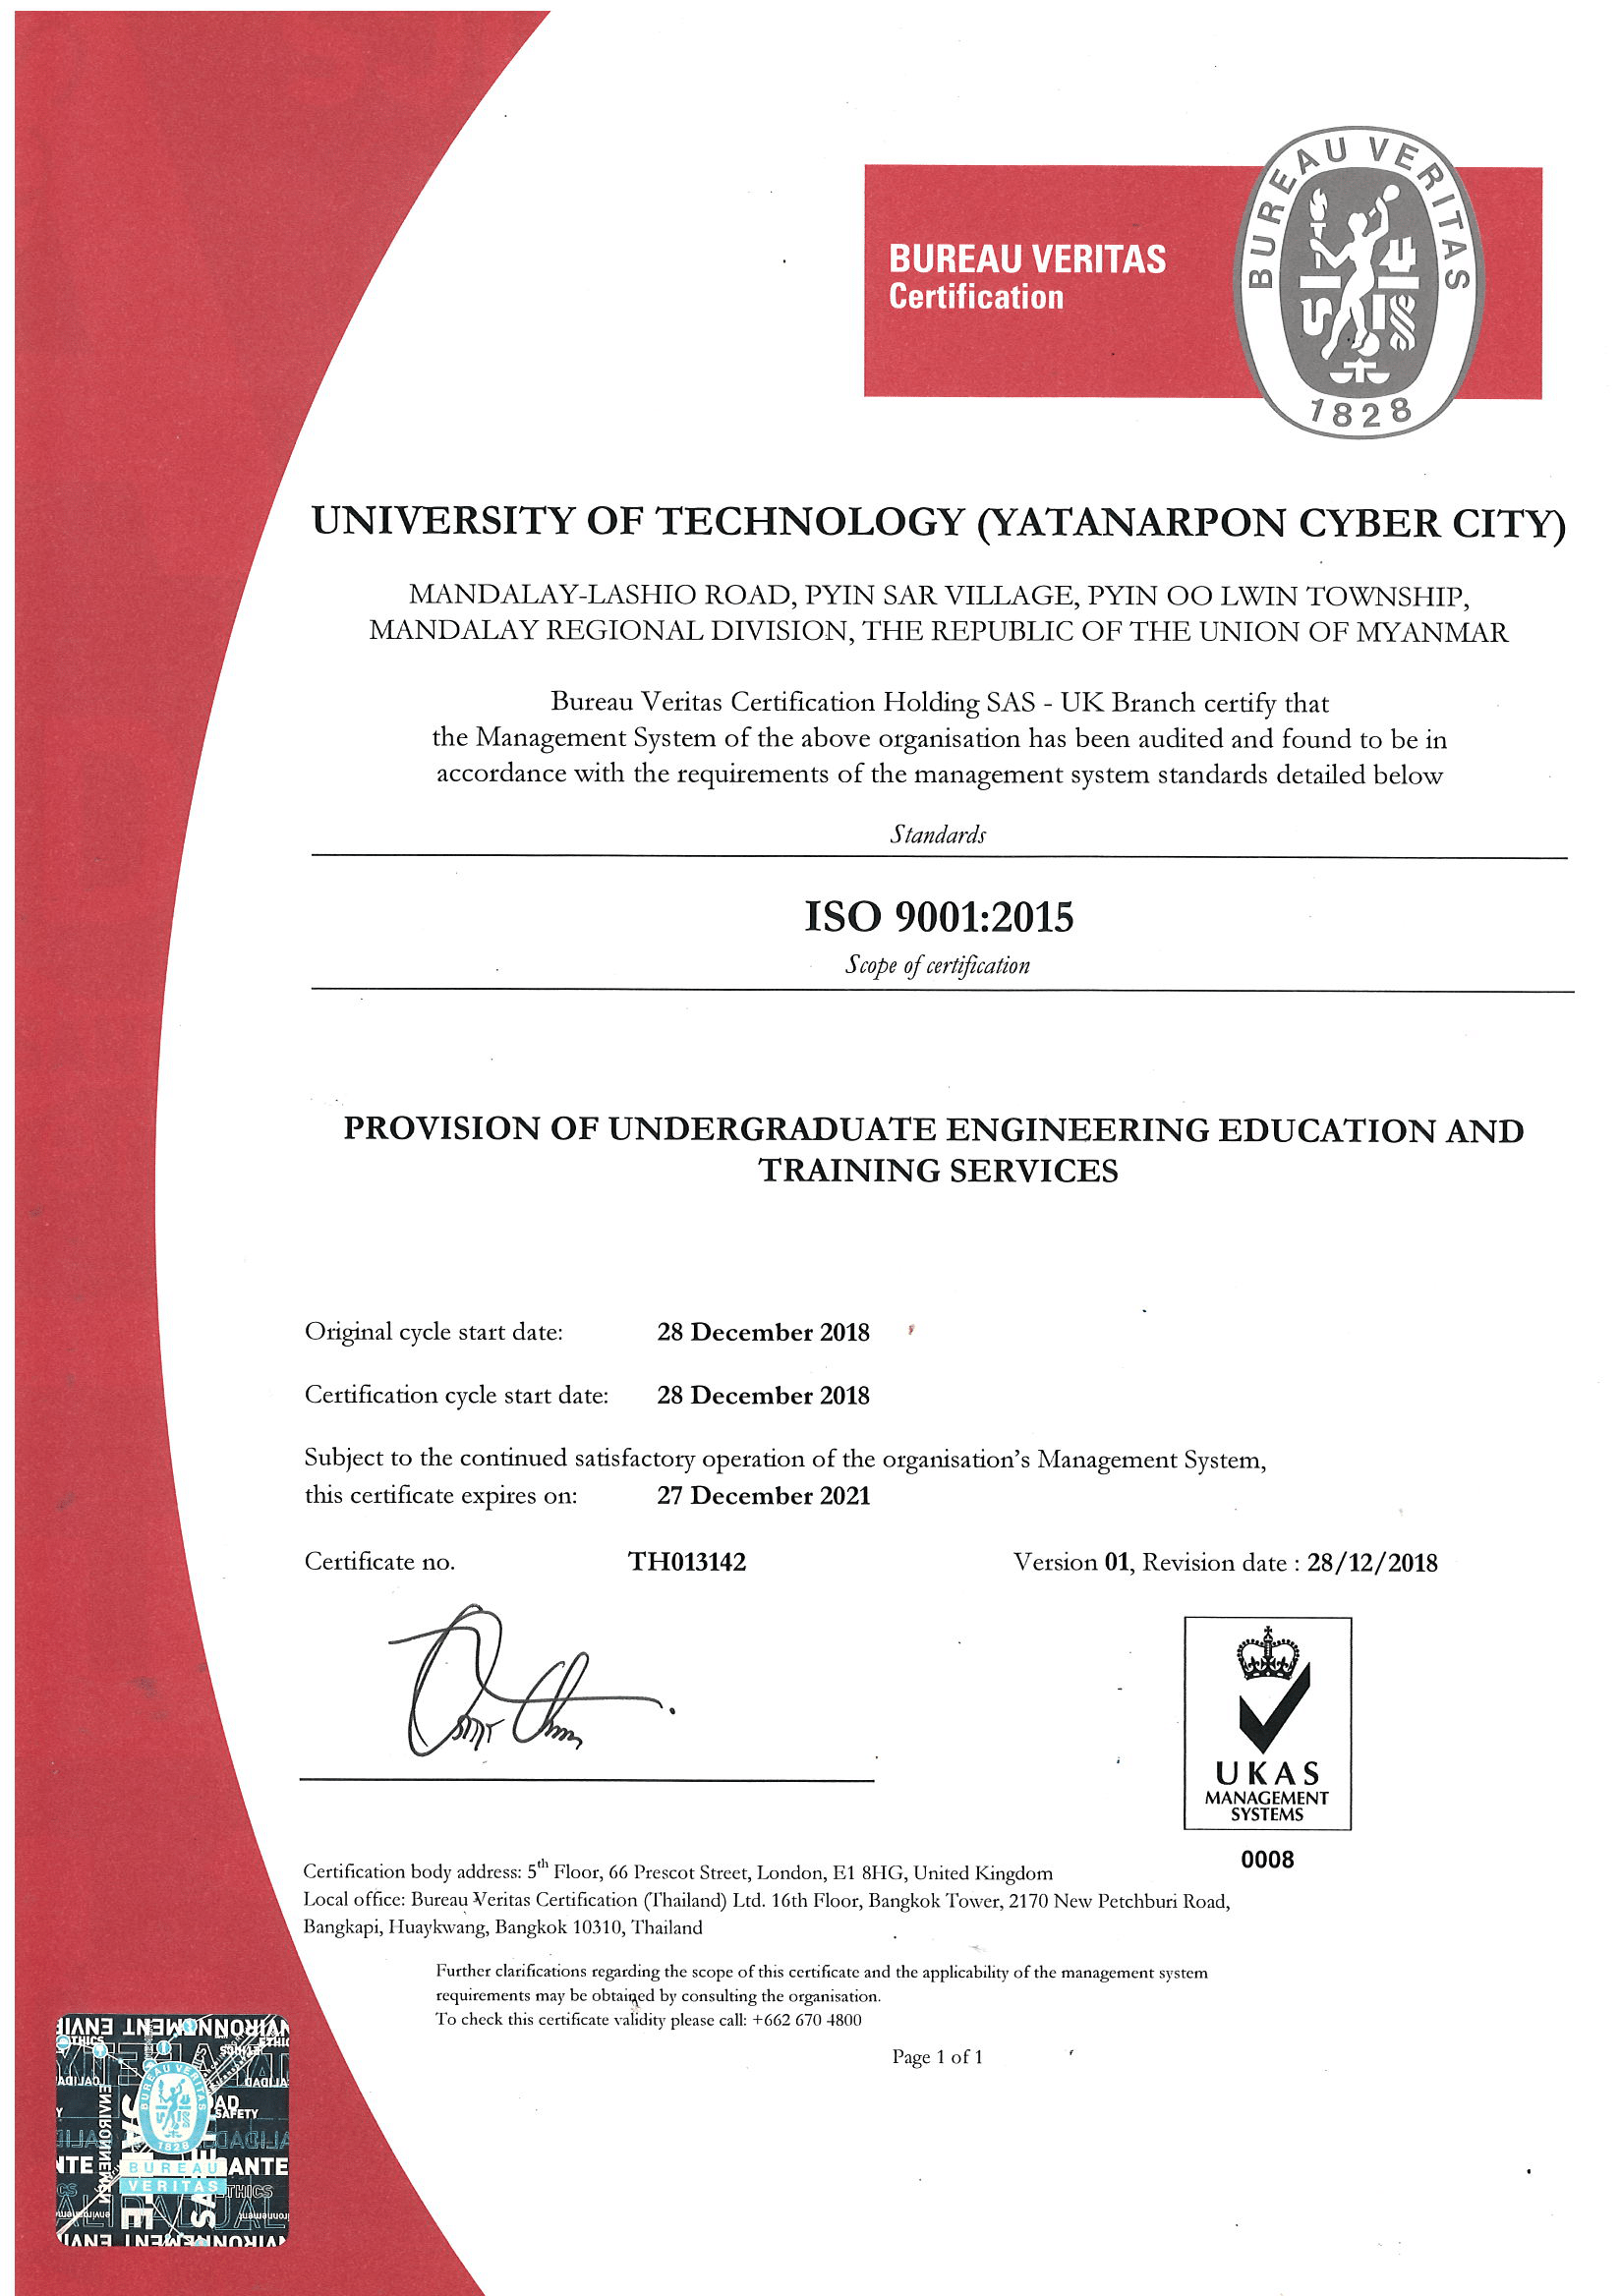 BUREAU VERITAS
Certification
BUREAU VERITAS
1828
UNIVERSITY OF TECHNOLOGY (YATANARPON CYBER CITY)
MANDALAY-LASHIO ROAD, PYIN SAR VILLAGE, PYIN OO LWIN TOWNSHIP,
MANDALAY REGIONAL DIVISION, THE REPUBLIC OF THE UNION OF MYANMAR
Bureau Veritas Certification Holding SAS - UK Branch certify that
the Management System of the above organisation has been audited and found to be in
accordance with the requirements of the management system standards detailed below
Standards
ISO 9001:2015
Scope of certification
PROVISION OF UNDERGRADUATE ENGINEERING EDUCATION AND
TRAINING SERVICES
Original cycle start date: 28 December 2018
Certification cycle start date: 28 December 2018
Subject to the continued satisfactory operation of the organisation's Management System,
this certificate expires on: 27 December 2021
Certificate no. TH013142 Version 01, Revision date : 28/12/2018
UKAS
MANAGEMENT
SYSTEMS
0008
Certification body address: 5th Floor, 66 Prescot Street, London, E1 8HG, United Kingdom
Local office: Bureau Veritas Certification (Thailand) Ltd. 16th Floor, Bangkok Tower, 2170 New Petchburi Road,
Bangkapi, Huaykwang, Bangkok 10310, Thailand
Further clarifications regarding the scope of this certificate and the applicability of the management system
requirements may be obtained by consulting the organisation.
To check this certificate validity please call: +662 670 4800
Page 1 of 1
BUREAU VERITAS
1828
BUREAU
VERITAS